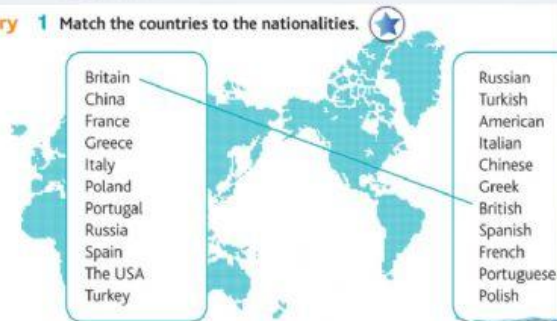 ry 1 Match the countries to the nationalities.
Britain
China
France
Greece
Italy
Poland
Portugal
Russia
Spain
The USA
Turkey
Russian
Turkish
American
Italian
Chinese
Greek
British
Spanish
French
Portuguese
Polish